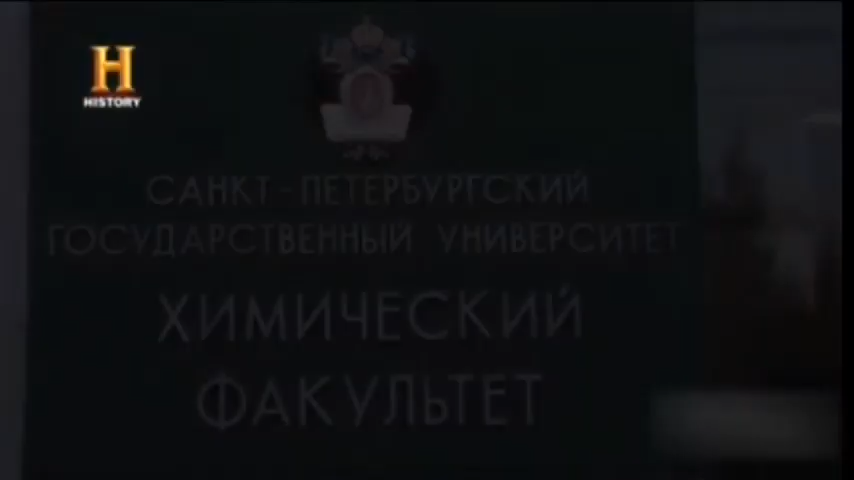 H
HISTORY
САНКТ-ПЕТЕРБУРГСКИЙ
ГОСУДАРСТВЕННЫЙ УНИВЕРСИТЕТ
ХИМИЧЕСКИЙ
ФАКУЛЬТЕТ